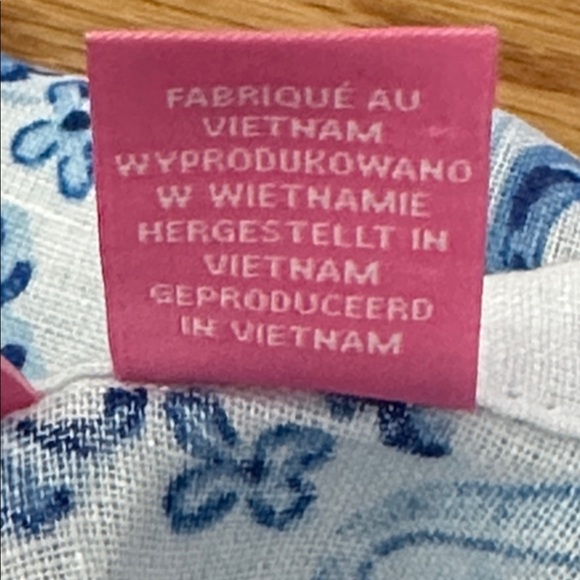 FABRIQUÉ AU
VIETNAM
WYPRODUKOWANO
W WIETNAMIE
HERGESTELLT IN
VIETNAM
GEPRODUCEERD
IN VIETNAM